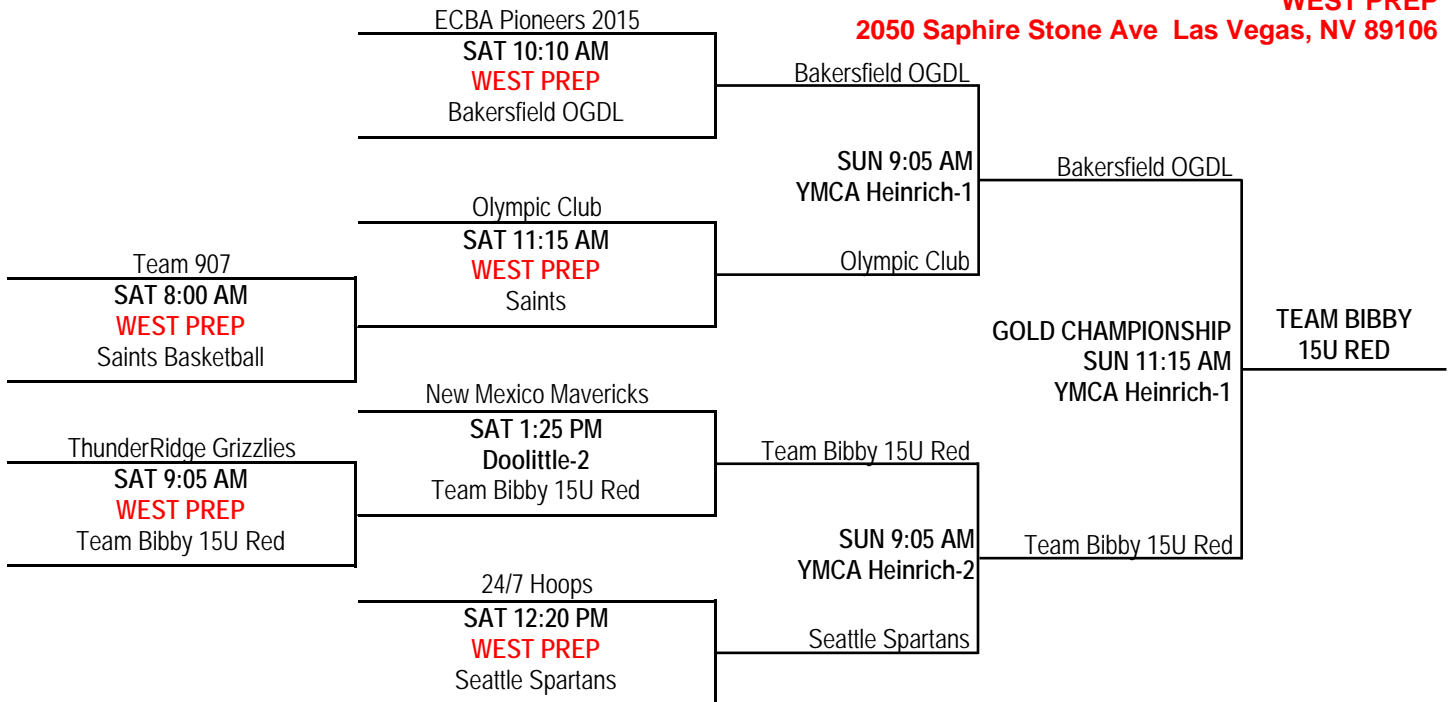 WEST PREP
2050 Saphire Stone Ave Las Vegas, NV 89106
ECBA Pioneers 2015
SAT 10:10 AM
WEST PREP
Bakersfield OGDL
Olympic Club
SAT 11:15 AM
WEST PREP
Saints
Team 907
SAT 8:00 AM
WEST PREP
Saints Basketball
New Mexico Mavericks
SAT 1:25 PM
Doolittle-2
Team Bibby 15U Red
ThunderRidge Grizzlies
SAT 9:05 AM
WEST PREP
Team Bibby 15U Red
24/7 Hoops
SAT 12:20 PM
WEST PREP
Seattle Spartans
Bakersfield OGDL
SUN 9:05 AM
YMCA Heinrich-1
Olympic Club
Team Bibby 15U Red
SUN 9:05 AM
YMCA Heinrich-2
Seattle Spartans
Bakersfield OGDL
GOLD CHAMPIONSHIP
SUN 11:15 AM
YMCA Heinrich-1
Team Bibby 15U Red
TEAM BIBBY
15U RED